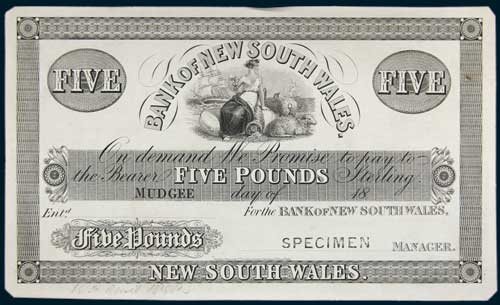 BANK OF NEW SOUTH WALES.
FIVE FIVE
On demand We Promise to pay to
the Bearer FIVE POUNDS Sterling.
MUDGEE day of 18
Entd. For the BANK OF NEW SOUTH WALES,
Five Pounds SPECIMEN MANAGER.
NEW SOUTH WALES.